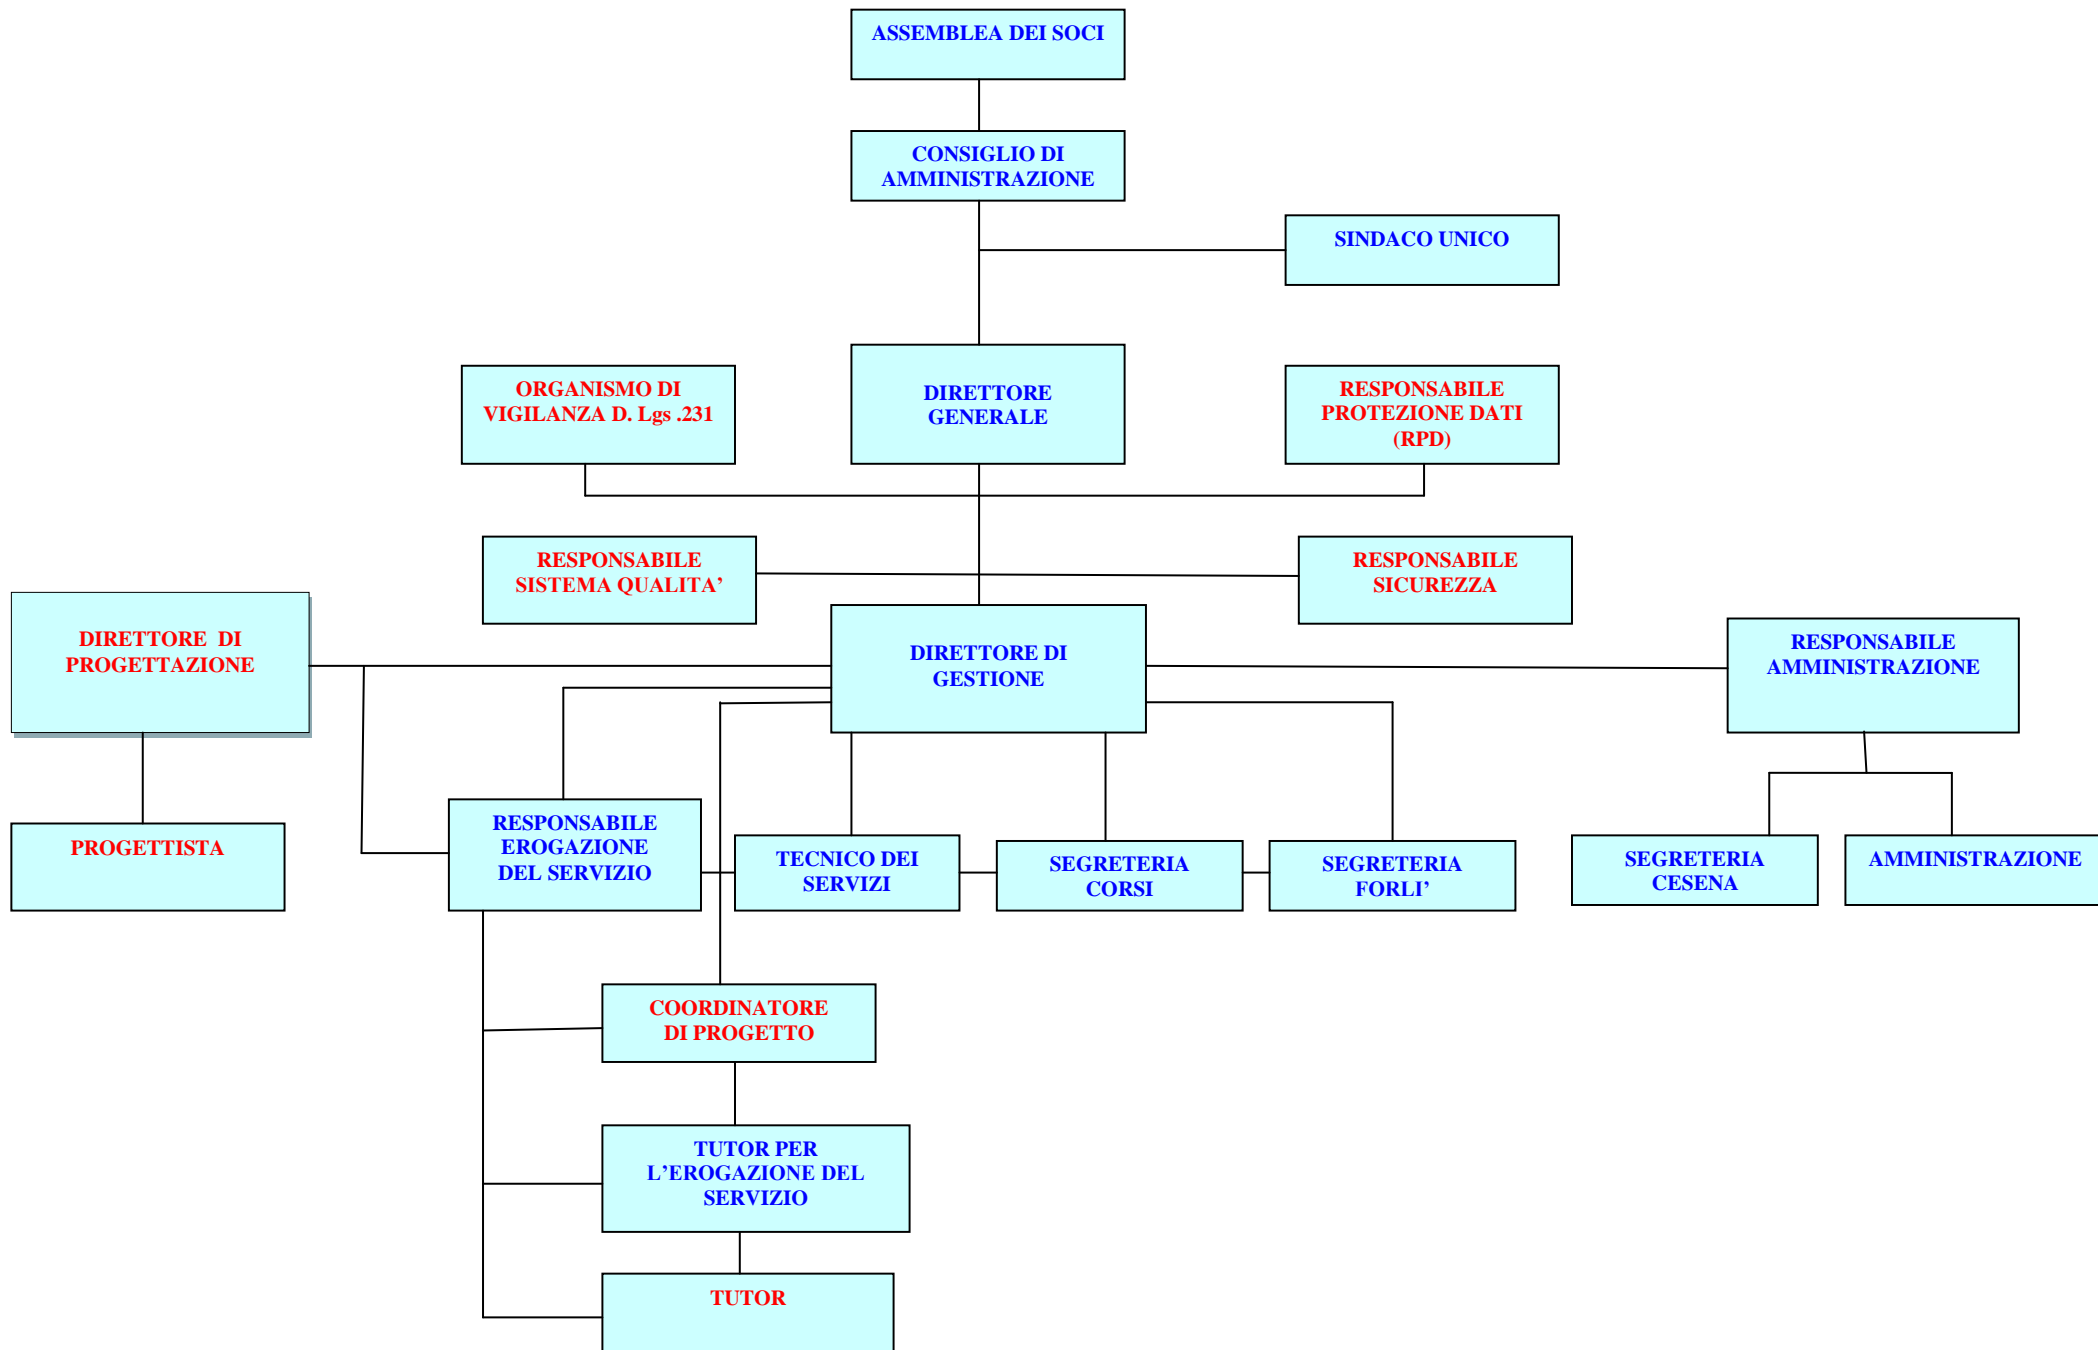 ASSEMBLEA DEI SOCI
CONSIGLIO DI
AMMINISTRAZIONE
SINDACO UNICO
ORGANISMO DI
VIGILANZA D. Lgs .231
DIRETTORE
GENERALE
RESPONSABILE
PROTEZIONE DATI
(RPD)
RESPONSABILE
SISTEMA QUALITA’
RESPONSABILE
SICUREZZA
DIRETTORE DI
PROGETTAZIONE
DIRETTORE DI
GESTIONE
RESPONSABILE
AMMINISTRAZIONE
PROGETTISTA
RESPONSABILE
EROGAZIONE
DEL SERVIZIO
TECNICO DEI
SERVIZI
SEGRETERIA
CORSI
SEGRETERIA
FORLI’
SEGRETERIA
CESENA
AMMINISTRAZIONE
COORDINATORE
DI PROGETTO
TUTOR PER
L’EROGAZIONE DEL
SERVIZIO
TUTOR